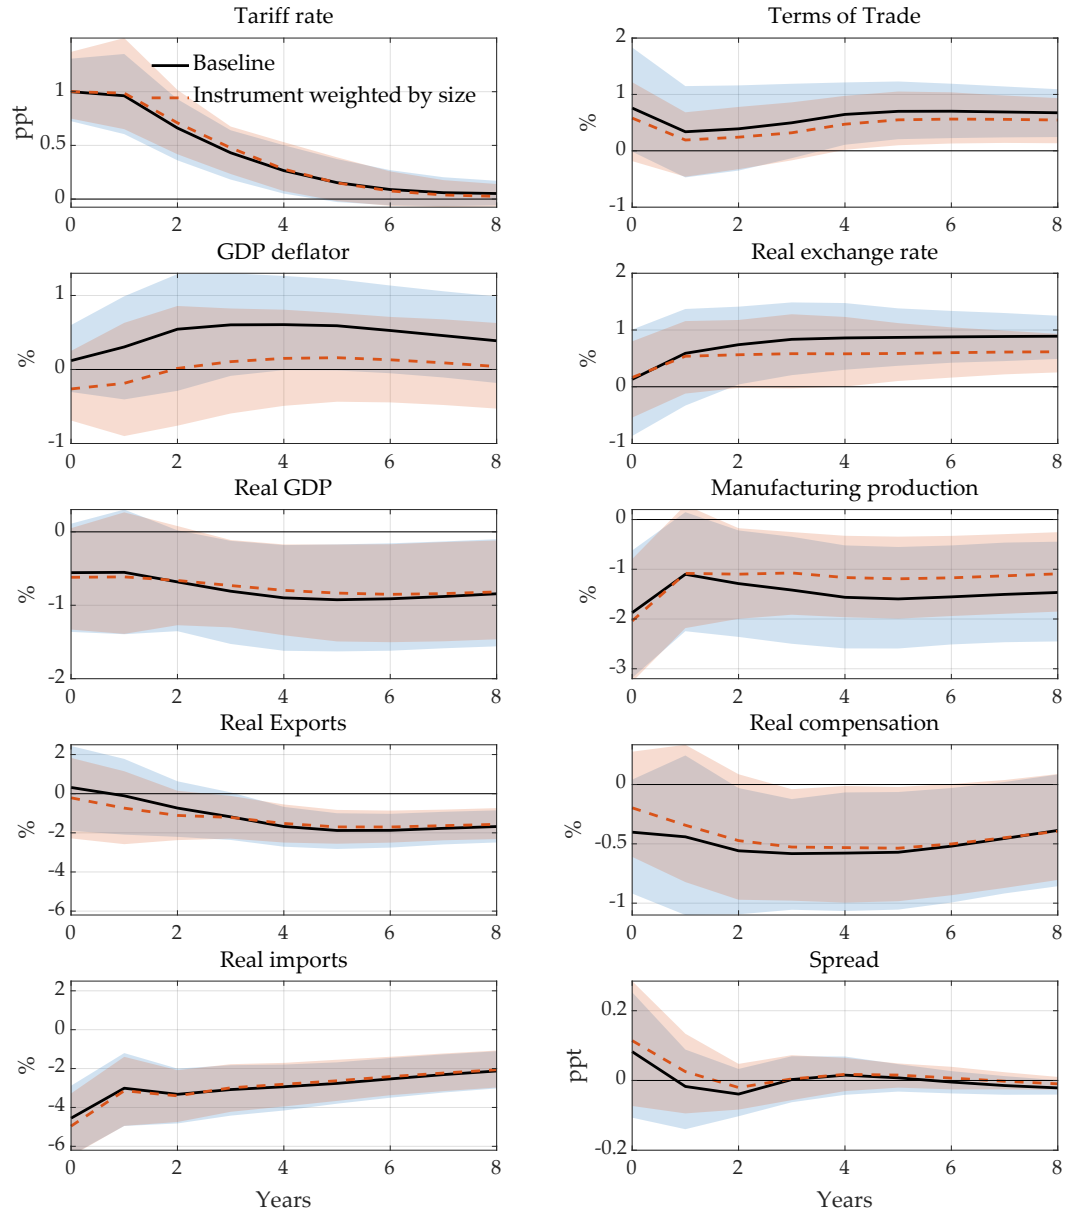 Tariff rate
Terms of Trade
Baseline
Instrument weighted by size
ppt
1
0.5
0
0 2 4 6 8
%
2
1
0
-1
0 2 4 6 8
GDP deflator
Real exchange rate
%
1
0
-1
0 2 4 6 8
%
2
1
0
-1
0 2 4 6 8
Real GDP
Manufacturing production
%
0
-1
-2
0 2 4 6 8
%
0
-1
-2
-3
0 2 4 6 8
Real Exports
Real compensation
%
2
0
-2
-4
-6
0 2 4 6 8
%
0
-0.5
-1
0 2 4 6 8
Real imports
Spread
%
2
0
-2
-4
-6
0 2 4 6 8
Years
ppt
0.2
0
-0.2
0 2 4 6 8
Years